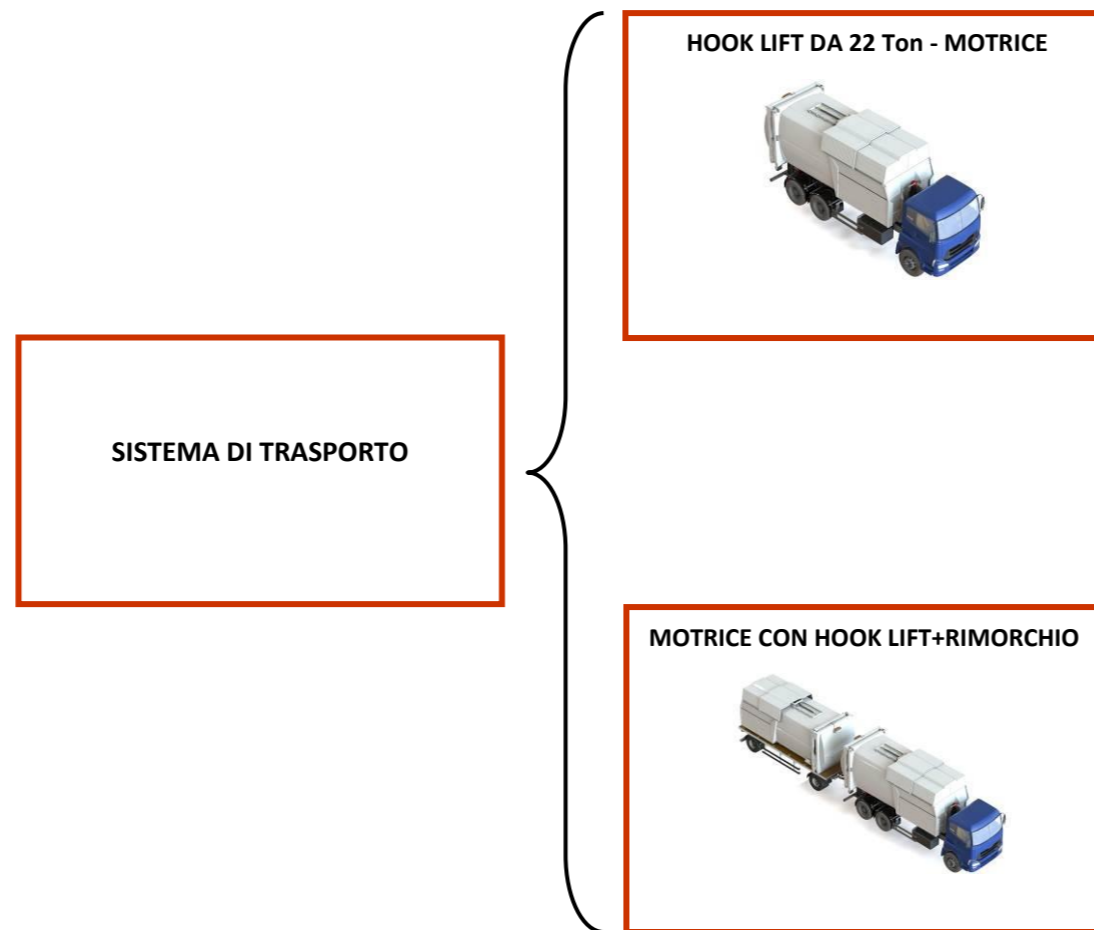 HOOK LIFT DA 22 Ton - MOTRICE
SISTEMA DI TRASPORTO
MOTRICE CON HOOK LIFT+RIMORCHIO